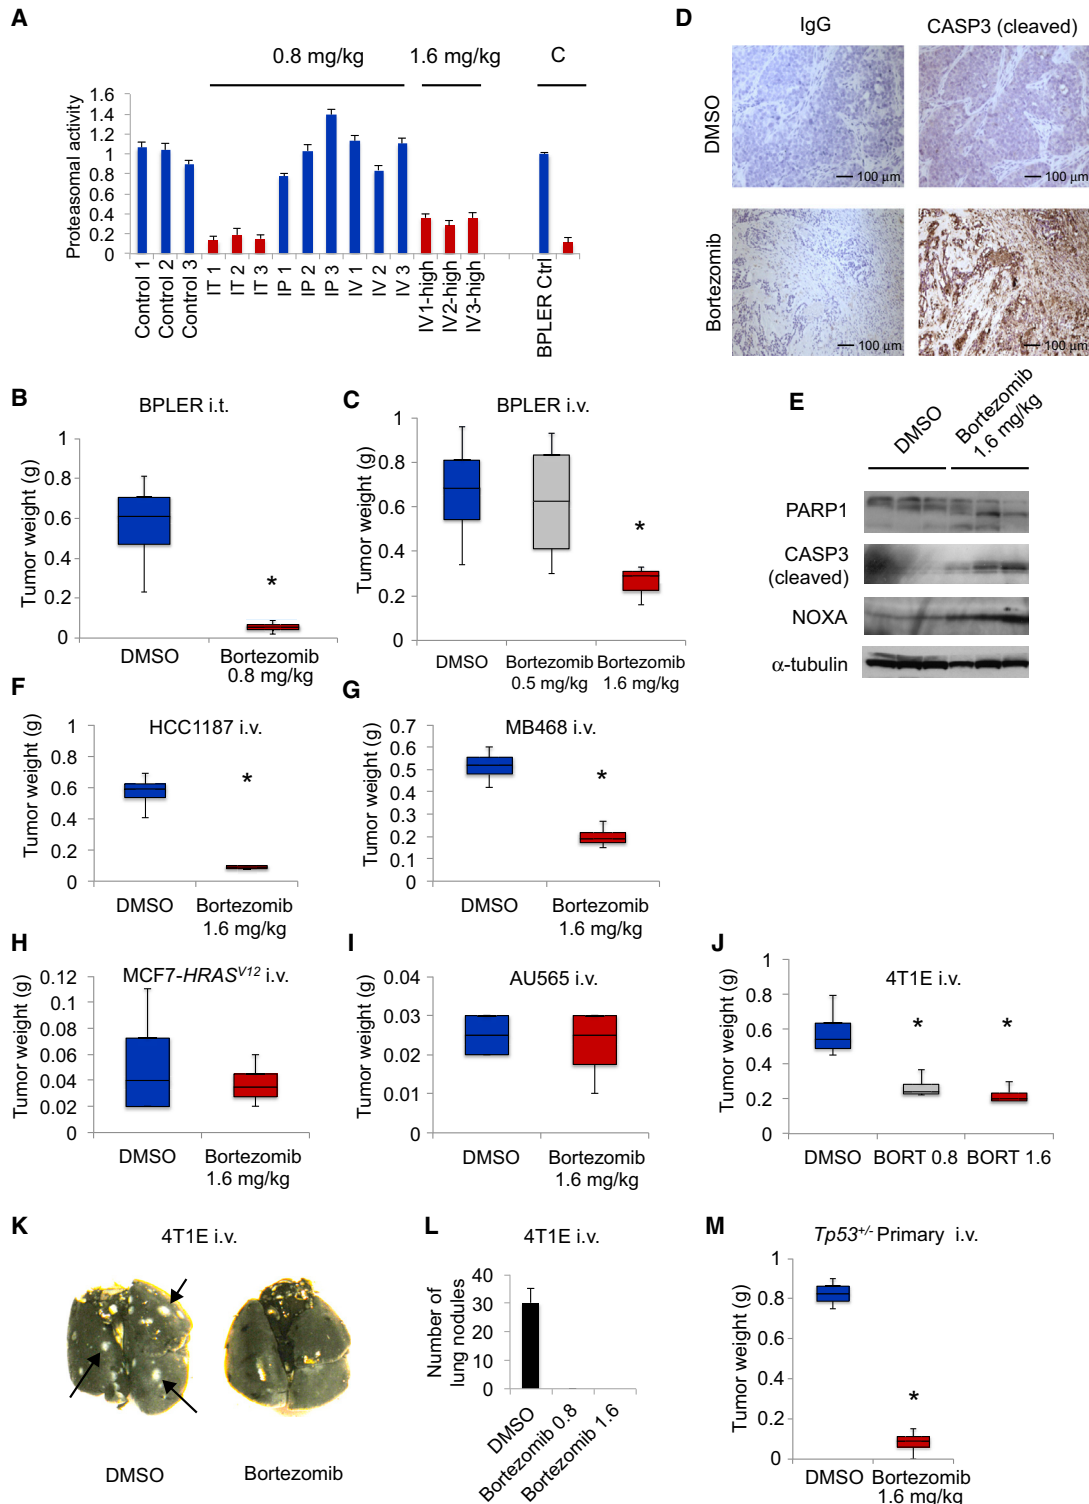 A
0.8 mg/kg
1.6 mg/kg
C
Proteasomal activity
1.6
1.4
1.2
1
0.8
0.6
0.4
0.2
0
Control 1
Control 2
Control 3
IT 1
IT 2
IT 3
IP 1
IP 2
IP 3
IV 1
IV 2
IV 3
IV1-high
IV2-high
IV3-high
BPLER Ctrl
D
IgG
CASP3 (cleaved)
DMSO
100 µm
100 µm
Bortezomib
100 µm
100 µm
B
BPLER i.t.
Tumor weight (g)
1
0.8
0.6
0.4
0.2
0
*
DMSO
Bortezomib
0.8 mg/kg
C
BPLER i.v.
Tumor weight (g)
1
0.8
0.6
0.4
0.2
0
*
DMSO
Bortezomib
0.5 mg/kg
Bortezomib
1.6 mg/kg
E
DMSO
Bortezomib
1.6 mg/kg
PARP1
CASP3
(cleaved)
NOXA
α-tubulin
F
HCC1187 i.v.
Tumor weight (g)
1
0.8
0.6
0.4
0.2
0
*
DMSO
Bortezomib
1.6 mg/kg
G
MB468 i.v.
Tumor weight (g)
0.7
0.6
0.5
0.4
0.3
0.2
0.1
0
*
DMSO
Bortezomib
1.6 mg/kg
H
MCF7-HRASV12 i.v.
Tumor weight (g)
0.12
0.10
0.08
0.06
0.04
0.02
0
DMSO
Bortezomib
1.6 mg/kg
I
AU565 i.v.
Tumor weight (g)
0.04
0.03
0.02
0.01
0
DMSO
Bortezomib
1.6 mg/kg
J
4T1E i.v.
Tumor weight (g)
1
0.8
0.6
0.4
0.2
0
*
*
DMSO
BORT 0.8
BORT 1.6
K
4T1E i.v.
DMSO
Bortezomib
L
4T1E i.v.
Number of
lung nodules
40
30
20
10
0
DMSO
Bortezomib 0.8
Bortezomib 1.6
M
Tp53+/- Primary i.v.
Tumor weight (g)
1
0.8
0.6
0.4
0.2
0
*
DMSO
Bortezomib
1.6 mg/kg